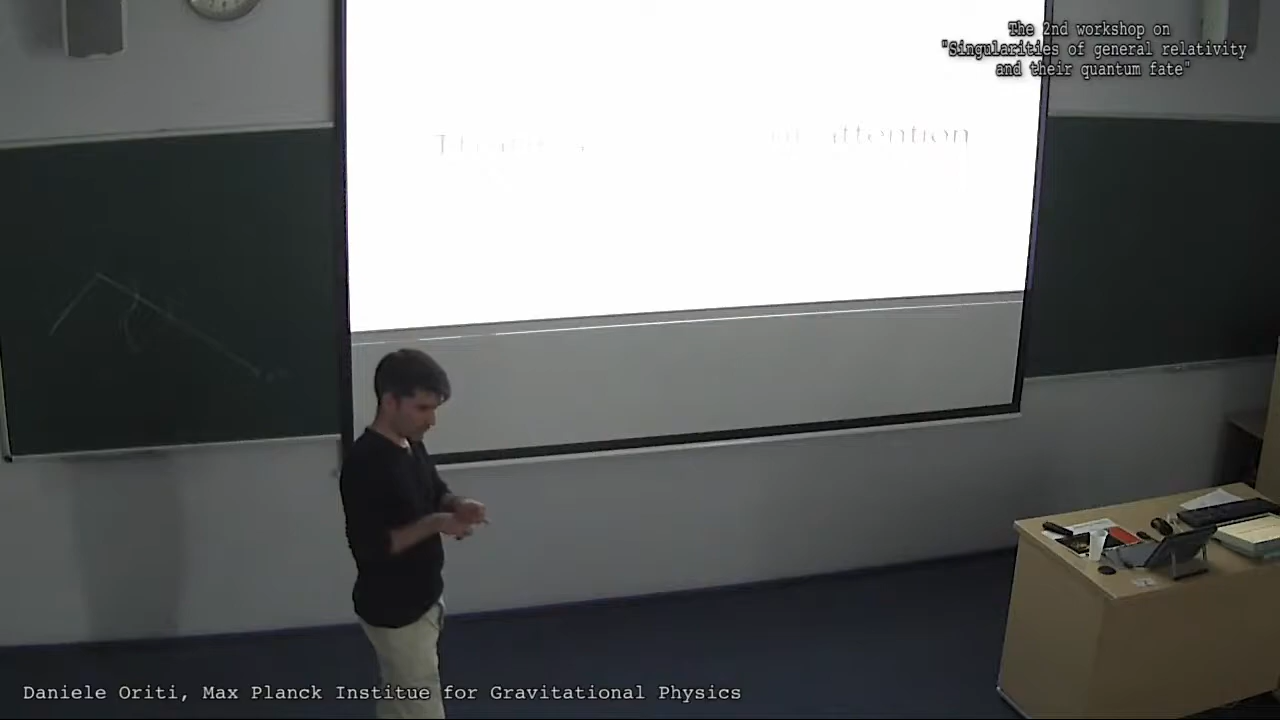 The 2nd workshop on
"Singularities of general relativity
and their quantum fate"
attention
Daniele Oriti, Max Planck Institue for Gravitational Physics